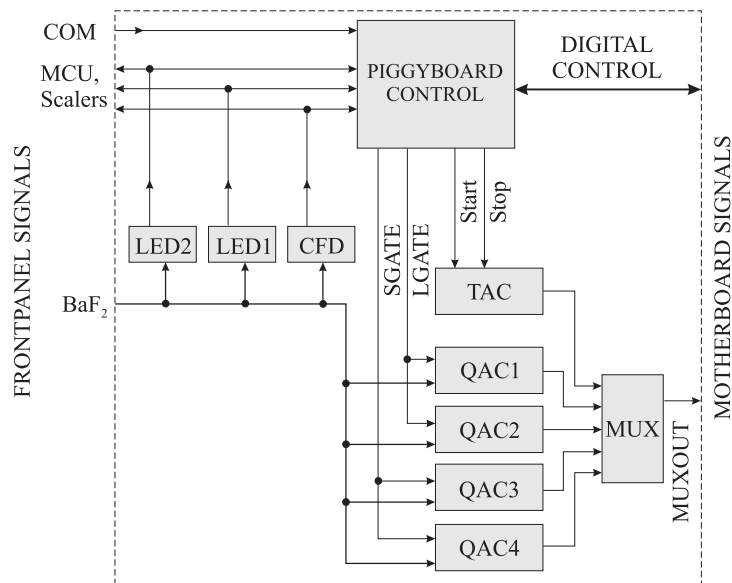 COM
MCU,
Scalers
PIGGYBOARD
CONTROL
DIGITAL
CONTROL
FRONTPANEL SIGNALS
MOTHERBOARD SIGNALS
LED2
LED1
CFD
SGATE
LGATE
Start
Stop
BaF₂
TAC
QAC1
QAC2
QAC3
QAC4
MUX
MUXOUT